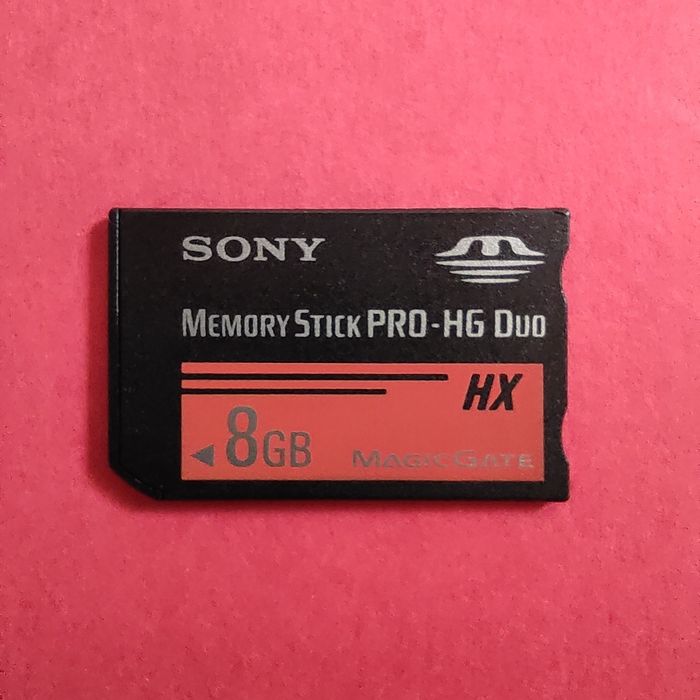 SONY
MEMORY STICK PRO-HG DUO
HX
8GB
MAGICGATE